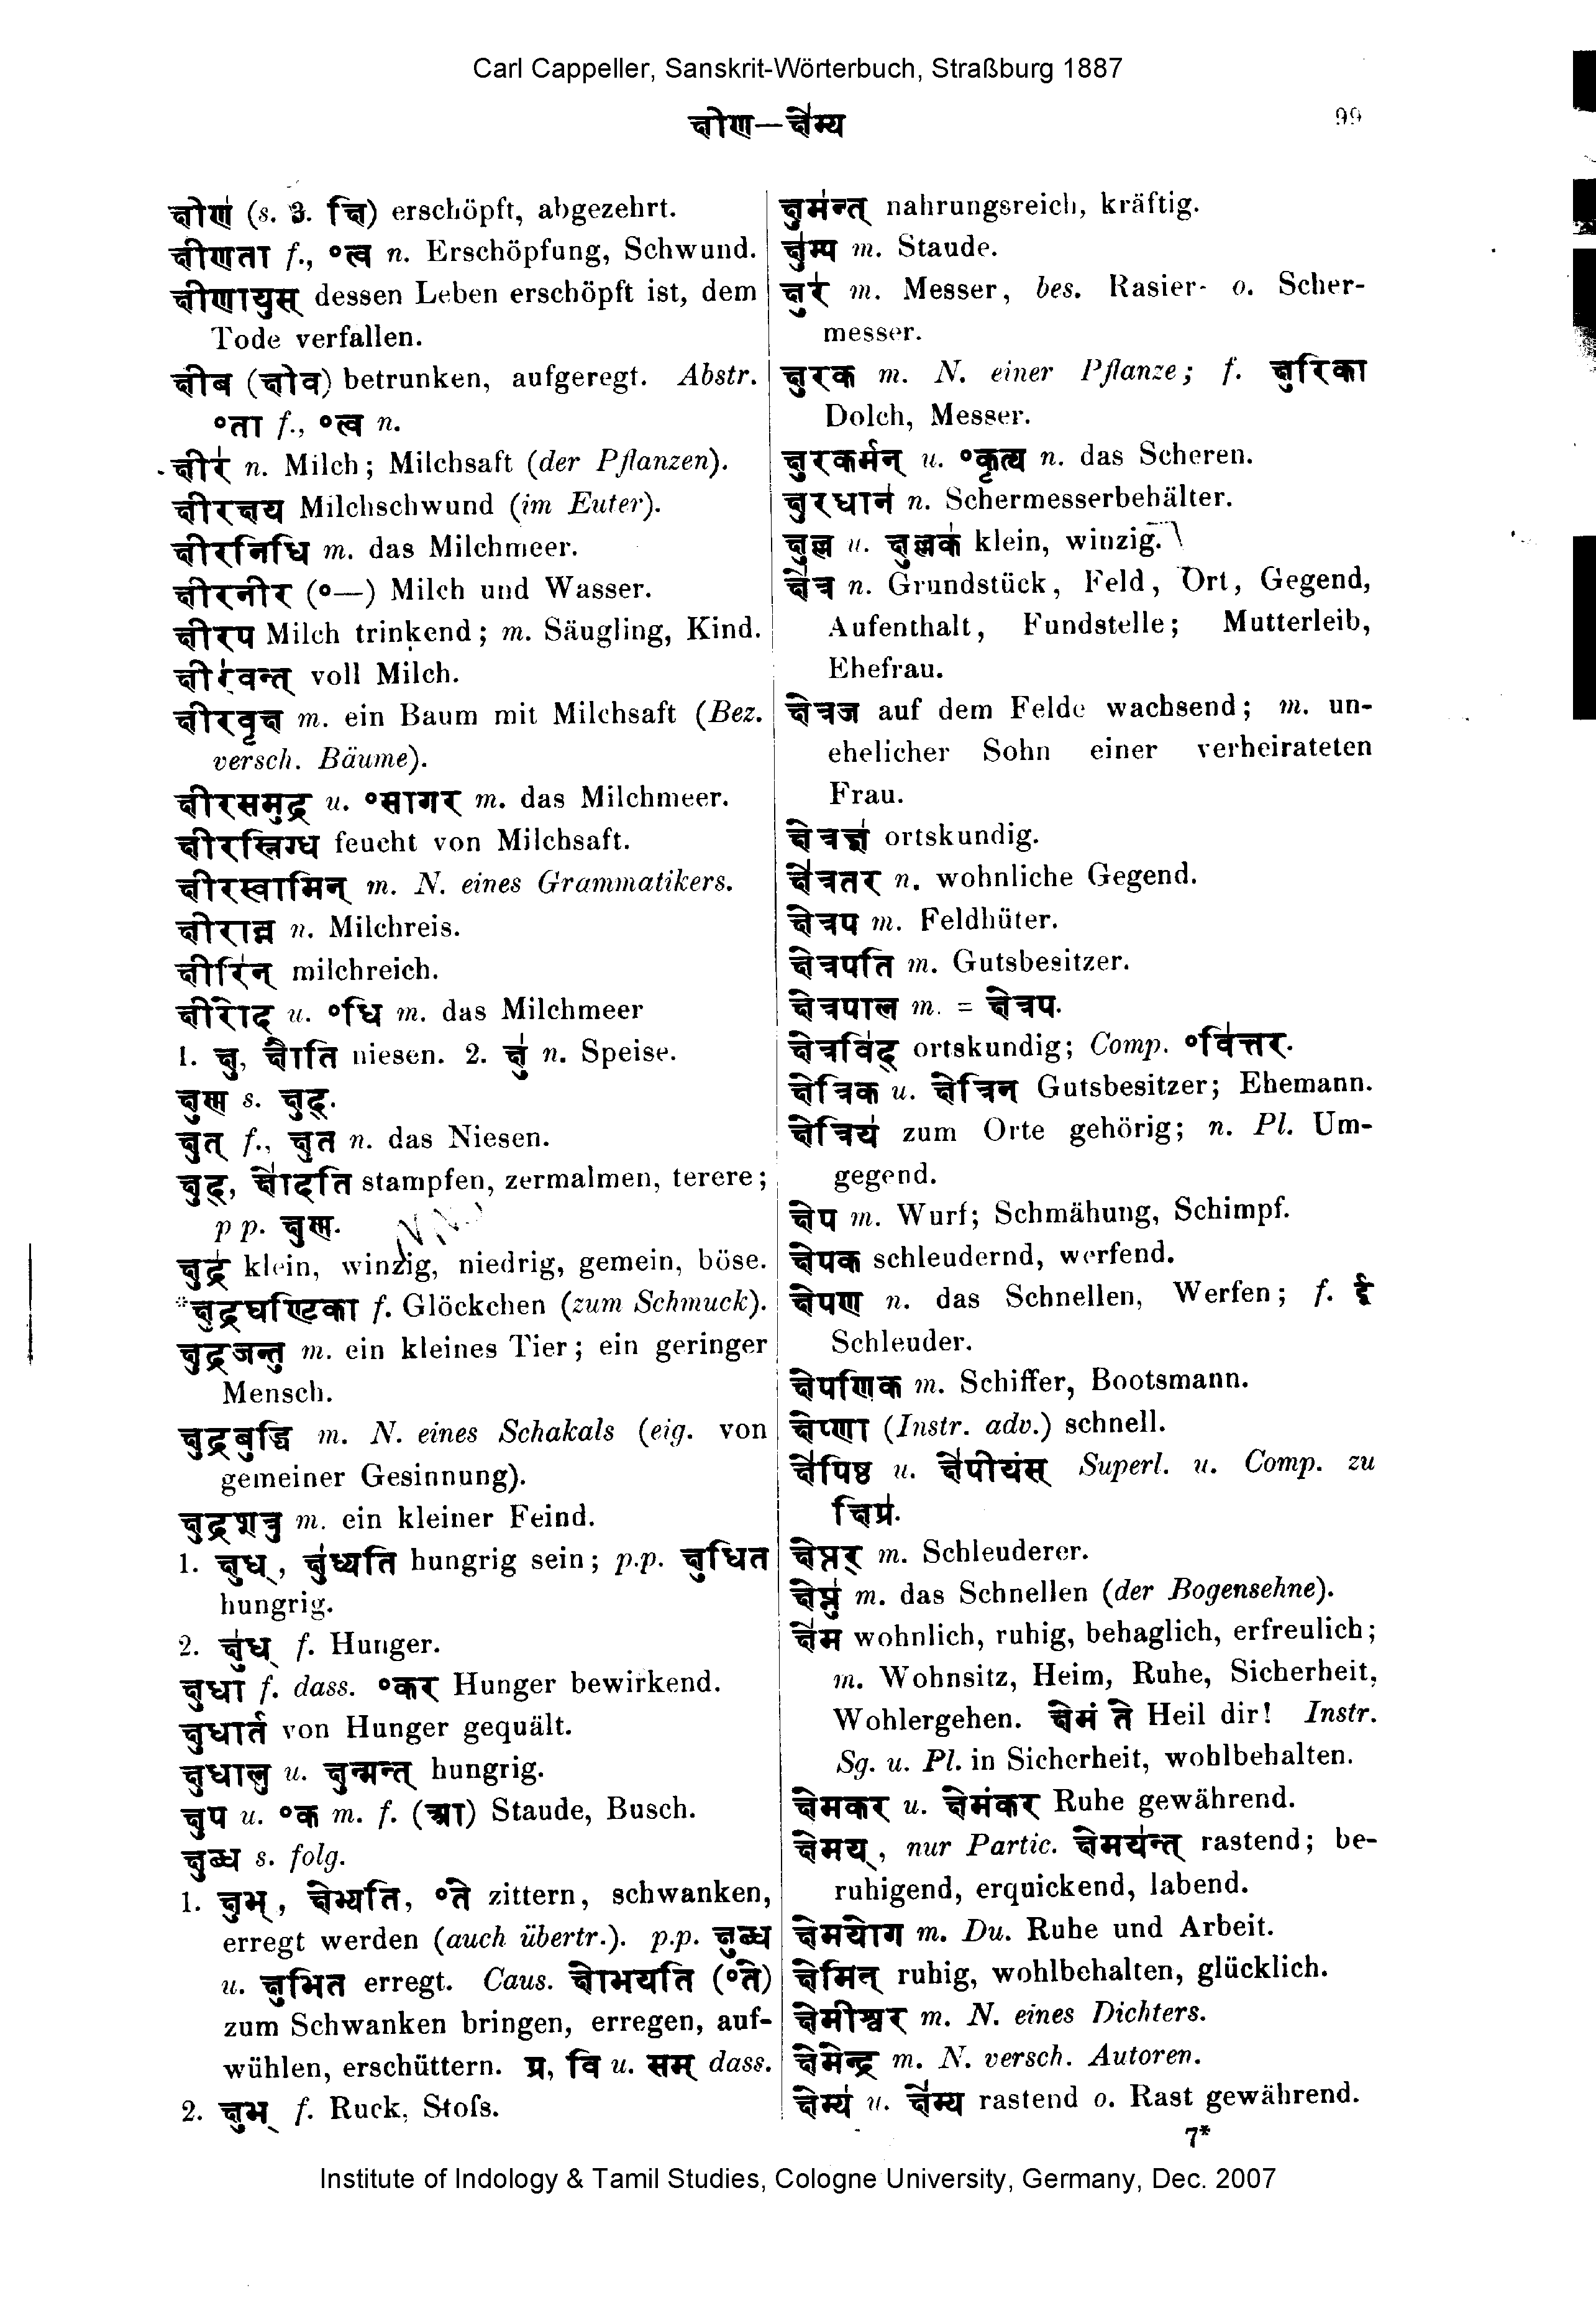 Carl Cappeller, Sanskrit-Wörterbuch, Straßburg 1887
क्षीण—क्षैम्य
99
क्षीण॑ (s. 3. क्षि) erschöpft, abgezehrt.
क्षीणता f., °त्व n. Erschöpfung, Schwund.
क्षीणायुस् dessen Leben erschöpft ist, dem
Tode verfallen.
क्षीब (क्षीव) betrunken, aufgeregt. Abstr.
°ता f., °त्व n.
क्षीर॑ n. Milch; Milchsaft (der Pflanzen).
क्षीरक्षय Milchschwund (im Euter).
क्षीरनिधि m. das Milchmeer.
क्षीरनीर (°—) Milch und Wasser.
क्षीरप Milch trinkend; m. Säugling, Kind.
क्षीर॑वन्त् voll Milch.
क्षीरवृक्ष m. ein Baum mit Milchsaft (Bez.
versch. Bäume).
क्षीरसमुद्र u. °सागर m. das Milchmeer.
क्षीरस्निग्ध feucht von Milchsaft.
क्षीरस्वामिन् m. N. eines Grammatikers.
क्षीरान्न n. Milchreis.
क्षीरि॑न् milchreich.
क्षीरोद u. °धि m. das Milchmeer
1. क्षु, क्षौ॑ति niesen. 2. क्षु॑ n. Speise.
क्षुण्ण s. क्षुद्.
क्षुत् f., क्षुत n. das Niesen.
क्षुद्, क्षो॑दति stampfen, zermalmen, terere;
p p. क्षुण्ण.
क्षुद्र॑ klein, winzig, niedrig, gemein, böse.
*क्षुद्रघण्टिका f. Glöckchen (zum Schmuck).
क्षुद्रजन्तु m. ein kleines Tier; ein geringer
Mensch.
क्षुद्रबुद्धि m. N. eines Schakals (eig. von
gemeiner Gesinnung).
क्षुद्रशत्रु m. ein kleiner Feind.
1. क्षुध्, क्षु॑ध्यति hungrig sein; p.p. क्षुधित
hungrig.
2. क्षु॑ध् f. Hunger.
क्षुधा f. dass. °कर Hunger bewirkend.
क्षुधार्त von Hunger gequält.
क्षुधालु u. क्षुन्मन्त् hungrig.
क्षुप u. °क m. f. (आ) Staude, Busch.
क्षुब्ध s. folg.
1. क्षुभ्, क्षुभ्यति, °ते zittern, schwanken,
erregt werden (auch übertr.). p.p. क्षुब्ध
u. क्षुभित erregt. Caus. क्षोभयति (°ते)
zum Schwanken bringen, erregen, auf-
wühlen, erschüttern. प्र, वि u. सम् dass.
2. क्षुभ् f. Ruck, Stofs.
क्षुम॑न्त् nahrungsreich, kräftig.
क्षु॑म्प m. Staude.
क्षुर॑ m. Messer, bes. Rasier- o. Scher-
messer.
क्षुरक m. N. einer Pflanze; f. क्षुरिका
Dolch, Messer.
क्षुरकर्मन् u. °कृत्य n. das Scheren.
क्षुरधान॑ n. Schermesserbehälter.
क्षुल्ल u. क्षुल्लक॑ klein, winzig.
क्षे॑त्र n. Grundstück, Feld, Ort, Gegend,
Aufenthalt, Fundstelle; Mutterleib,
Ehefrau.
क्षेत्रज auf dem Felde wachsend; m. un-
ehelicher Sohn einer verheirateten
Frau.
क्षेत्रज्ञ॑ ortskundig.
क्षे॑त्रतर n. wohnliche Gegend.
क्षेत्रप m. Feldhüter.
क्षेत्रपति m. Gutsbesitzer.
क्षेत्रपाल m. = क्षेत्रप.
क्षेत्रवि॑द् ortskundig; Comp. °वि॑त्तर.
क्षेत्रिक u. क्षेत्रिन् Gutsbesitzer; Ehemann.
क्षेत्रिय॑ zum Orte gehörig; n. Pl. Um-
gegend.
क्षेप m. Wurf; Schmähung, Schimpf.
क्षेपक schleudernd, werfend.
क्षेपण n. das Schnellen, Werfen; f. ई
Schleuder.
क्षेपणिक m. Schiffer, Bootsmann.
क्षेप्णा (Instr. adv.) schnell.
क्षे॑पिष्ठ u. क्षे॑पीयंस् Superl. u. Comp. zu
क्षिप्र॑.
क्षेप्तर् m. Schleuderer.
क्षेप्नु॑ m. das Schnellen (der Bogensehne).
क्षे॑म wohnlich, ruhig, behaglich, erfreulich;
m. Wohnsitz, Heim, Ruhe, Sicherheit,
Wohlergehen. क्षेमं ते Heil dir! Instr.
Sg. u. Pl. in Sicherheit, wohlbehalten.
क्षेमकर u. क्षेमंकर Ruhe gewährend.
क्षेमय्, nur Partic. क्षेमय॑न्त् rastend; be-
ruhigend, erquickend, labend.
क्षेमयोग m. Du. Ruhe und Arbeit.
क्षेमिन् ruhig, wohlbehalten, glücklich.
क्षेमीश्वर m. N. eines Dichters.
क्षेमेन्द्र m. N. versch. Autoren.
क्षेम्य॑ u. क्षै॑म्य rastend o. Rast gewährend.
7*
Institute of Indology & Tamil Studies, Cologne University, Germany, Dec. 2007